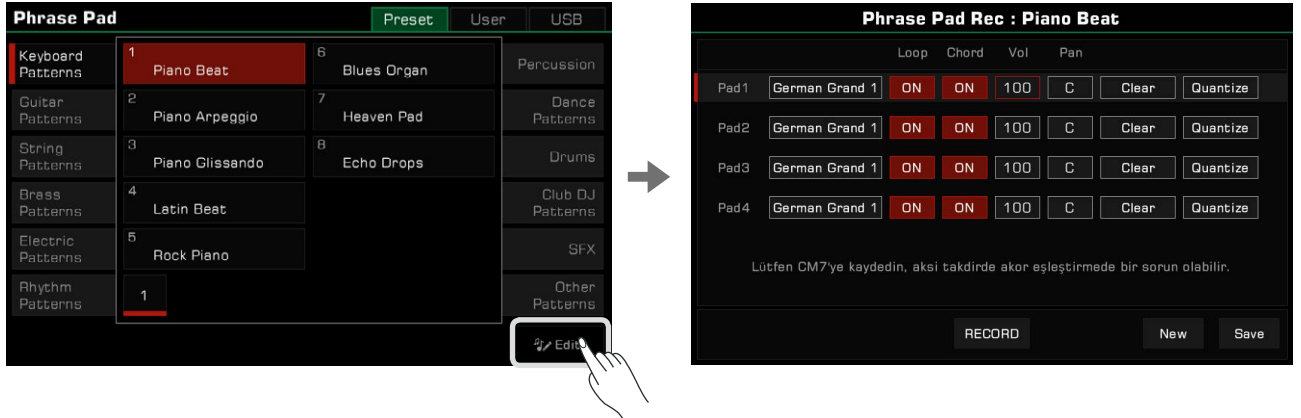 Phrase Pad
Preset
User
USB
Keyboard
Patterns
Guitar
Patterns
String
Patterns
Brass
Patterns
Electric
Patterns
Rhythm
Patterns
1
Piano Beat
2
Piano Arpeggio
3
Piano Glissando
4
Latin Beat
5
Rock Piano
6
Blues Organ
7
Heaven Pad
8
Echo Drops
1
Percussion
Dance
Patterns
Drums
Club DJ
Patterns
SFX
Other
Patterns
Edit
Phrase Pad Rec : Piano Beat
Loop Chord Vol Pan
Pad1 German Grand 1 ON ON 100 C Clear Quantize
Pad2 German Grand 1 ON ON 100 C Clear Quantize
Pad3 German Grand 1 ON ON 100 C Clear Quantize
Pad4 German Grand 1 ON ON 100 C Clear Quantize
Lütfen CM7'ye kaydedin, aksi takdirde akor eşleştirmede bir sorun olabilir.
RECORD
New
Save